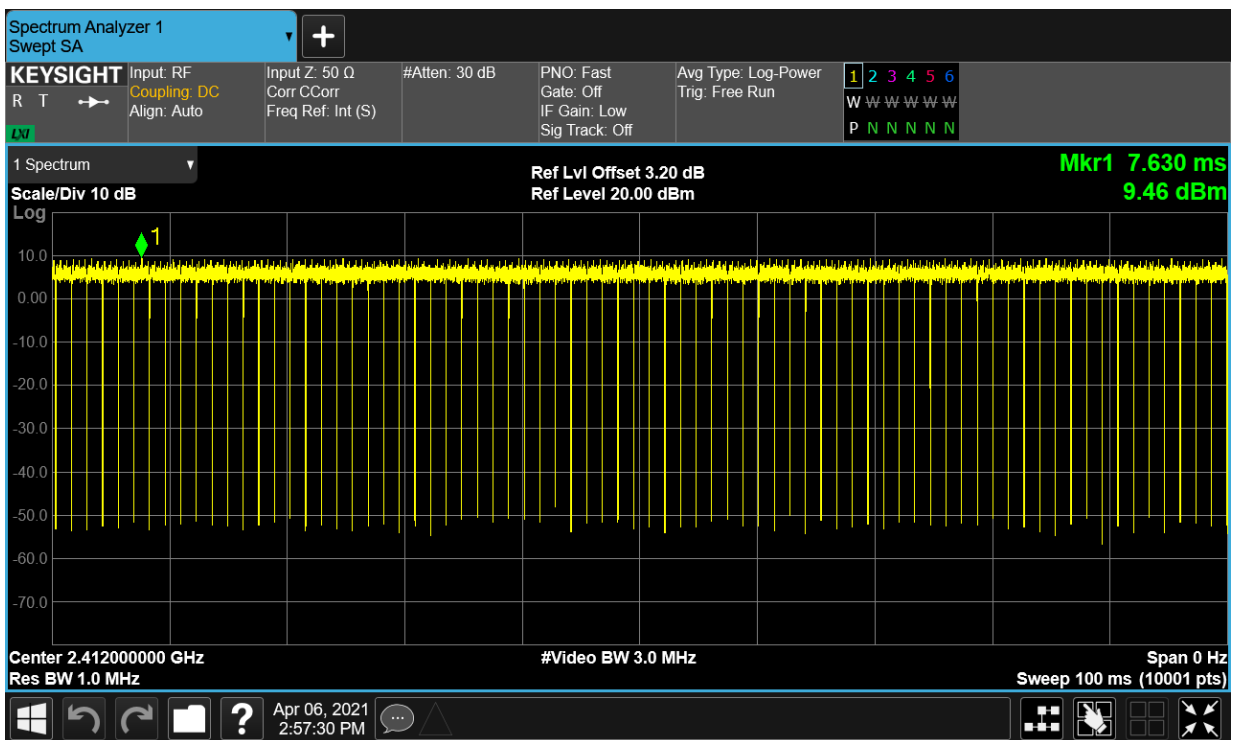 Spectrum Analyzer 1
Swept SA
KEYSIGHT
R T
LXI
Input: RF
Coupling: DC
Align: Auto
Input Z: 50 Ω
Corr CCorr
Freq Ref: Int (S)
#Atten: 30 dB
PNO: Fast
Gate: Off
IF Gain: Low
Sig Track: Off
Avg Type: Log-Power
Trig: Free Run
1 2 3 4 5 6
W W W W W W
P N N N N N
1 Spectrum
Scale/Div 10 dB
Log
Ref Lvl Offset 3.20 dB
Ref Level 20.00 dBm
Mkr1 7.630 ms
9.46 dBm
1
10.0
0.00
-10.0
-20.0
-30.0
-40.0
-50.0
-60.0
-70.0
Center 2.412000000 GHz
Res BW 1.0 MHz
#Video BW 3.0 MHz
Span 0 Hz
Sweep 100 ms (10001 pts)
?
Apr 06, 2021
2:57:30 PM